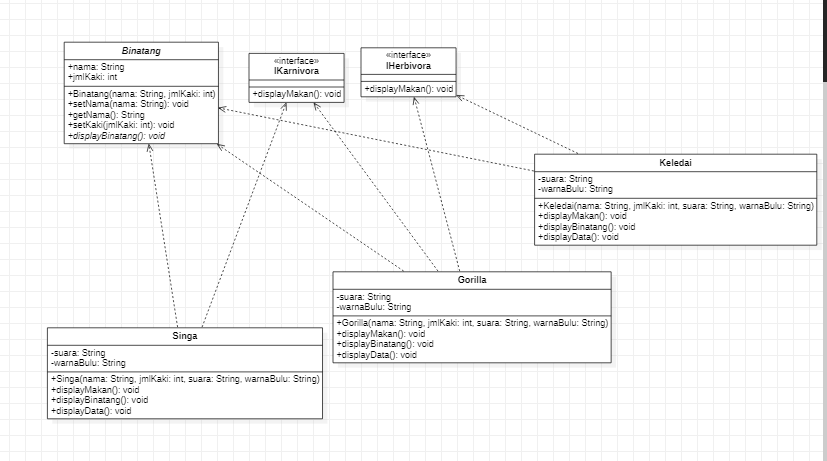 Binatang
+nama: String
+jmlKaki: int
+Binatang(nama: String, jmlKaki: int)
+setNama(nama: String): void
+getNama(): String
+setKaki(jmlKaki: int): void
+displayBinatang(): void
«interface»
IKarnivora
+displayMakan(): void
«interface»
IHerbivora
+displayMakan(): void
Keledai
-suara: String
-warnaBulu: String
+Keledai(nama: String, jmlKaki: int, suara: String, warnaBulu: String)
+displayMakan(): void
+displayBinatang(): void
+displayData(): void
Gorilla
-suara: String
-warnaBulu: String
+Gorilla(nama: String, jmlKaki: int, suara: String, warnaBulu: String)
+displayMakan(): void
+displayBinatang(): void
+displayData(): void
Singa
-suara: String
-warnaBulu: String
+Singa(nama: String, jmlKaki: int, suara: String, warnaBulu: String)
+displayMakan(): void
+displayBinatang(): void
+displayData(): void